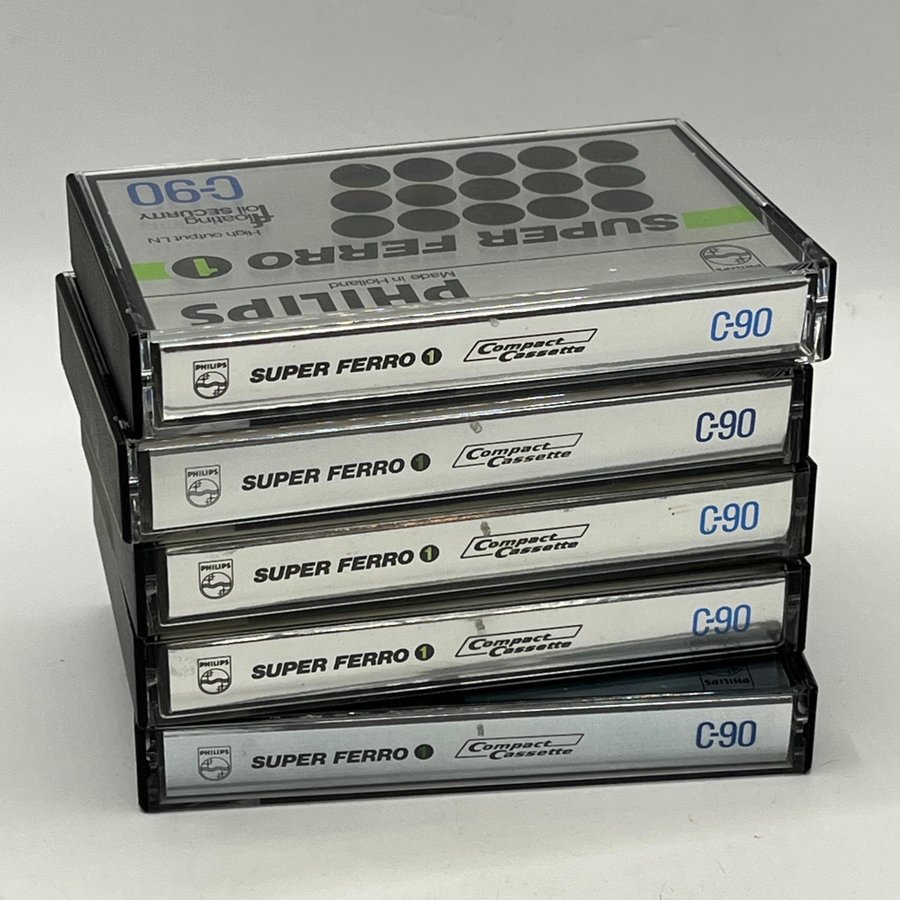 PHILIPS
PHILIPS
Made in Holland
SUPER FERRO 1
High output LN
floating
foil SECURITY
C-90
PHILIPS SUPER FERRO 1 Compact Cassette C-90
PHILIPS SUPER FERRO 1 Compact Cassette C-90
PHILIPS SUPER FERRO 1 Compact Cassette C-90
PHILIPS SUPER FERRO 1 Compact Cassette C-90
PHILIPS
PHILIPS SUPER FERRO 1 Compact Cassette C-90